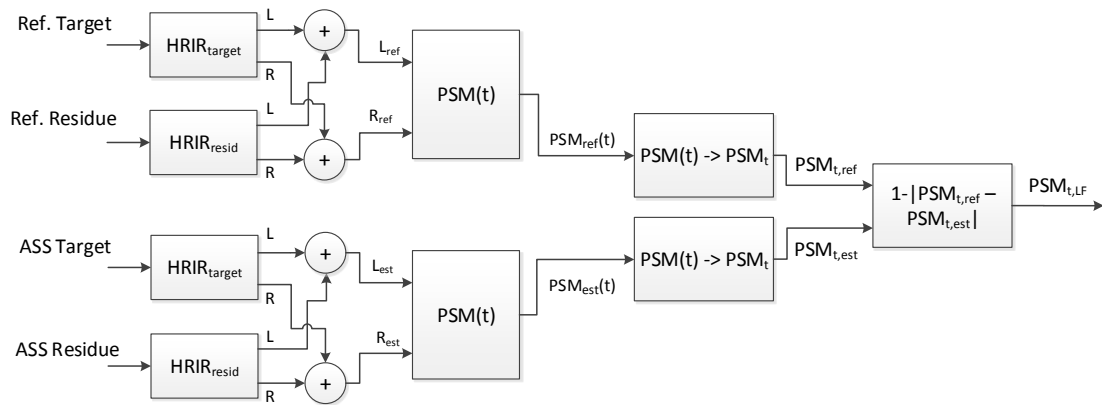 Ref. Target
HRIRtarget
L
R
+
Lref
Ref. Residue
HRIRresid
L
R
+
Rref
PSM(t)
PSMref(t)
PSM(t) -> PSMt
PSMt,ref
ASS Target
HRIRtarget
L
R
+
Lest
ASS Residue
HRIRresid
L
R
+
Rest
PSM(t)
PSMest(t)
PSM(t) -> PSMt
PSMt,est
1-|PSMt,ref –
PSMt,est|
PSMt,LF